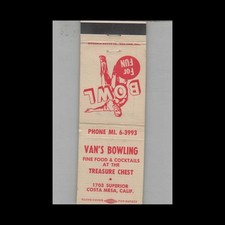 For
FUN
BOWL
PHONE MI. 6-3993
VAN'S BOWLING
FINE FOOD & COCKTAILS
AT THE
TREASURE CHEST
1703 SUPERIOR
COSTA MESA, CALIF.